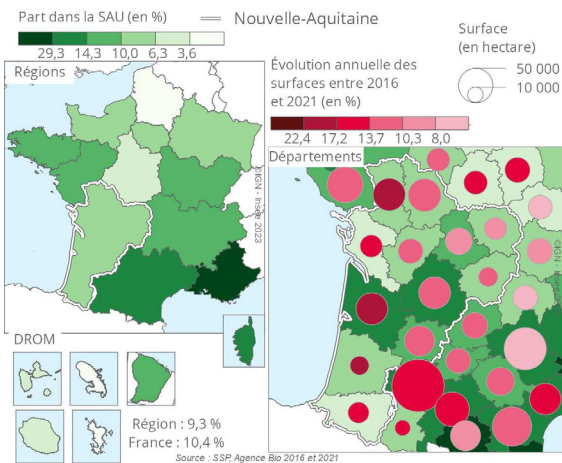 Part dans la SAU (en %)
Nouvelle-Aquitaine
29,3 14,3 10,0 6,3 3,6
Surface
(en hectare)
50 000
10 000
Régions
Évolution annuelle des
surfaces entre 2016
et 2021 (en %)
22,4 17,2 13,7 10,3 8,0
Départements
©IGN - Insee 2023
©IGN - Insee
DROM
Région : 9,3 %
France : 10,4 %
Source : SSP, Agence Bio 2016 et 2021